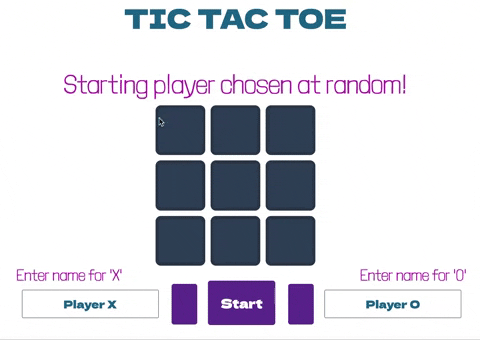 TIC TAC TOE
Starting player chosen at random!
Enter name for 'X'
Enter name for 'O'
Player X
Start
Player O